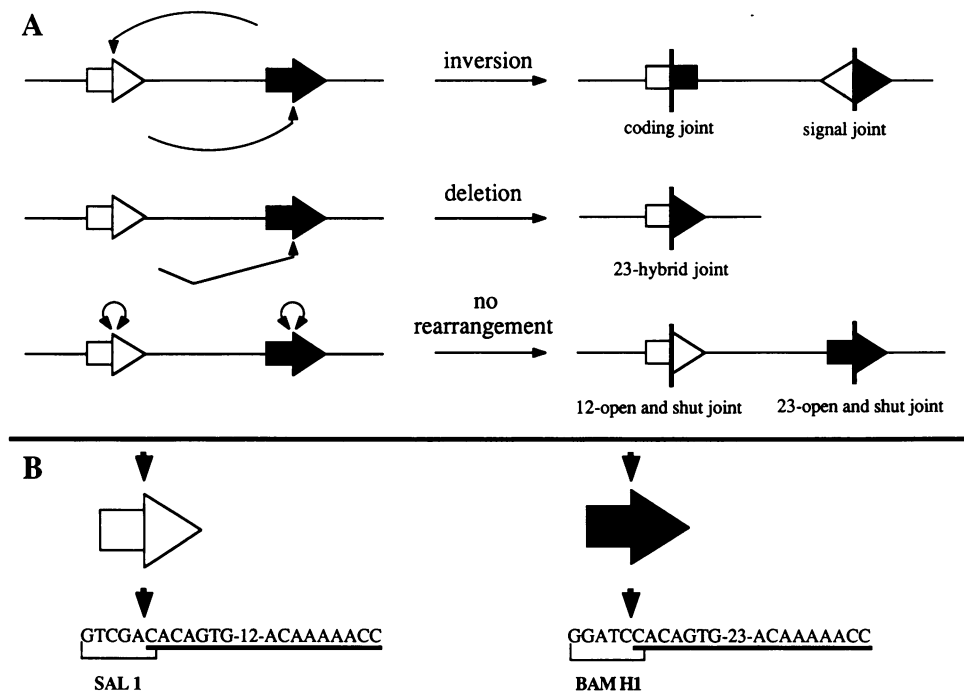 A
inversion
coding joint
signal joint
deletion
23-hybrid joint
no
rearrangement
12-open and shut joint
23-open and shut joint
B
GTCGACACAGTG-12-ACAAAAACC
GGATCCACAGTG-23-ACAAAAACC
SAL 1
BAM H1